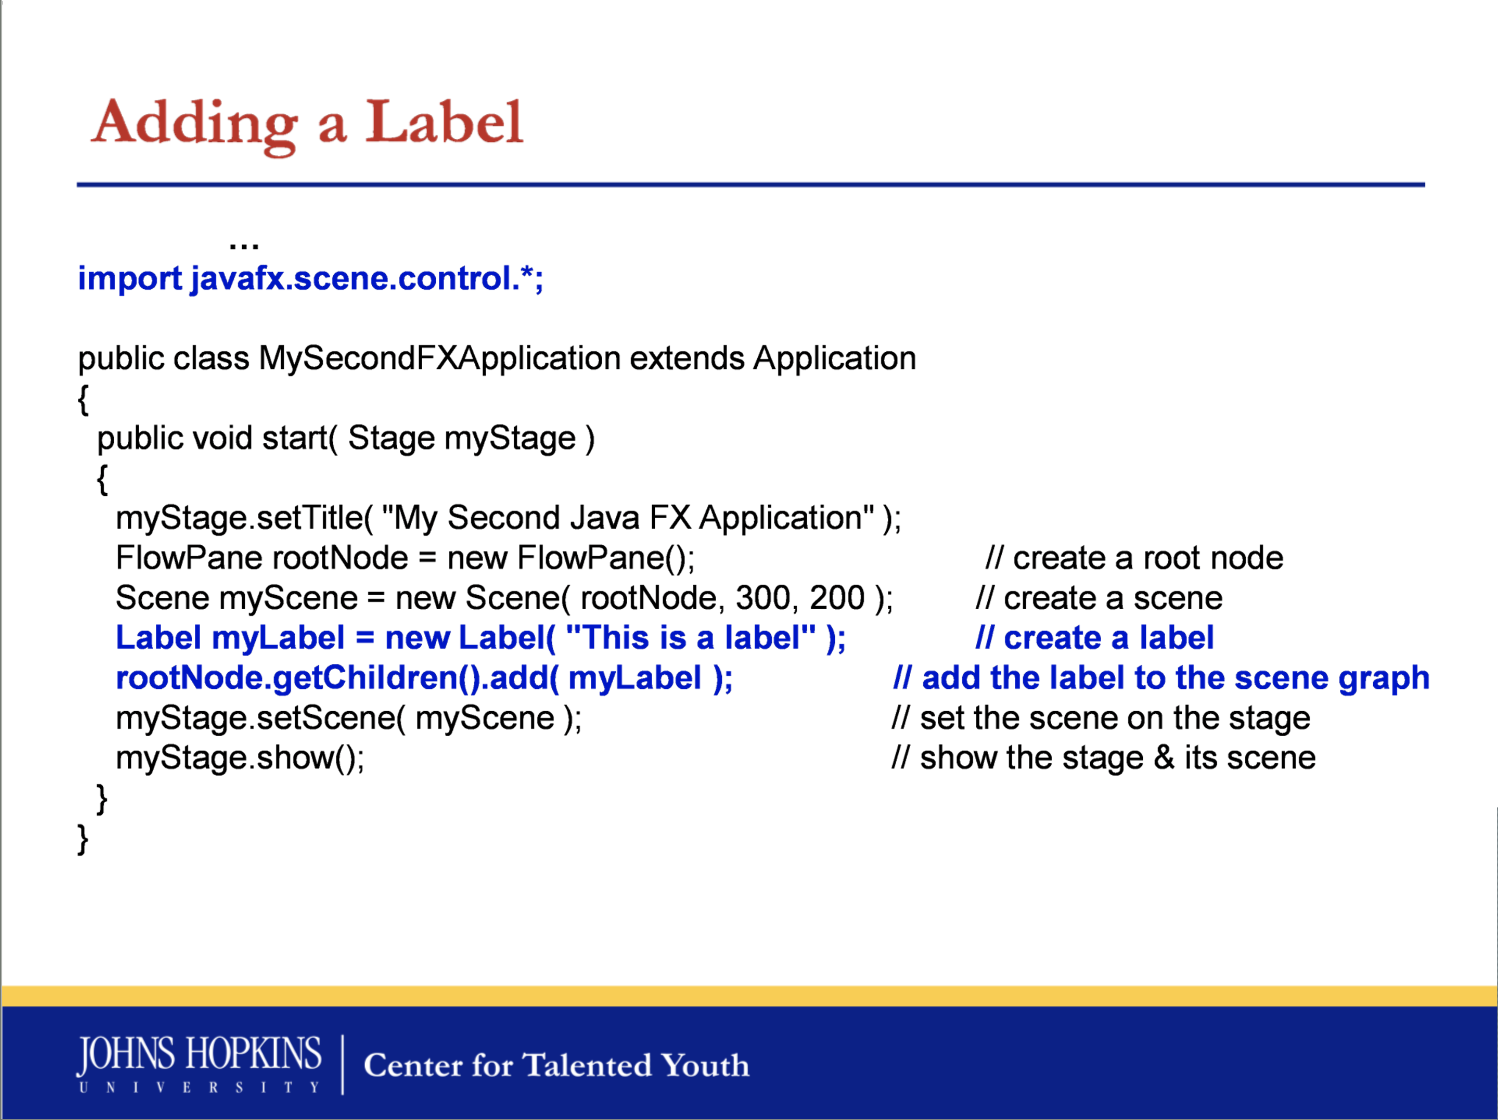 Adding a Label
...
import javafx.scene.control.*;
public class MySecondFXApplication extends Application
{
public void start( Stage myStage )
{
myStage.setTitle( "My Second Java FX Application" );
FlowPane rootNode = new FlowPane(); // create a root node
Scene myScene = new Scene( rootNode, 300, 200 ); // create a scene
Label myLabel = new Label( "This is a label" ); // create a label
rootNode.getChildren().add( myLabel ); // add the label to the scene graph
myStage.setScene( myScene ); // set the scene on the stage
myStage.show(); // show the stage & its scene
}
}
JOHNS HOPKINS
UNIVERSITY
Center for Talented Youth